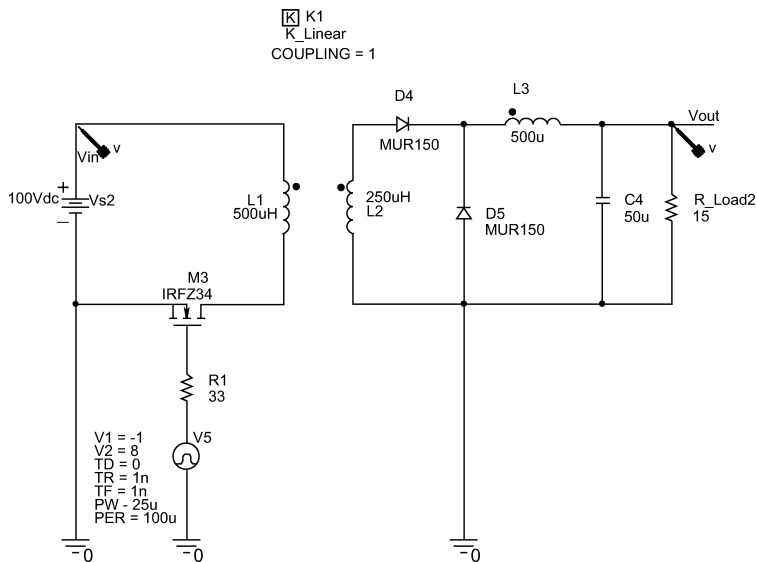 K K1
K_Linear
COUPLING = 1
D4
MUR150
L3
500u
Vout
v
Vin
v
100Vdc
+
Vs2
−
L1
500uH
250uH
L2
D5
MUR150
C4
50u
R_Load2
15
M3
IRFZ34
R1
33
V5
V1 = -1
V2 = 8
TD = 0
TR = 1n
TF = 1n
PW - 25u
PER = 100u
0
0
0